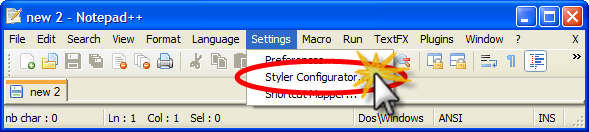 new 2 - Notepad++
File Edit Search View Format Language Settings Macro Run TextFX Plugins Window ? X
Preferences...
Styler Configurator...
Shortcut Mapper...
new 2
nb char : 0 Ln : 1 Col : 1 Sel : 0 Dos\Windows ANSI INS